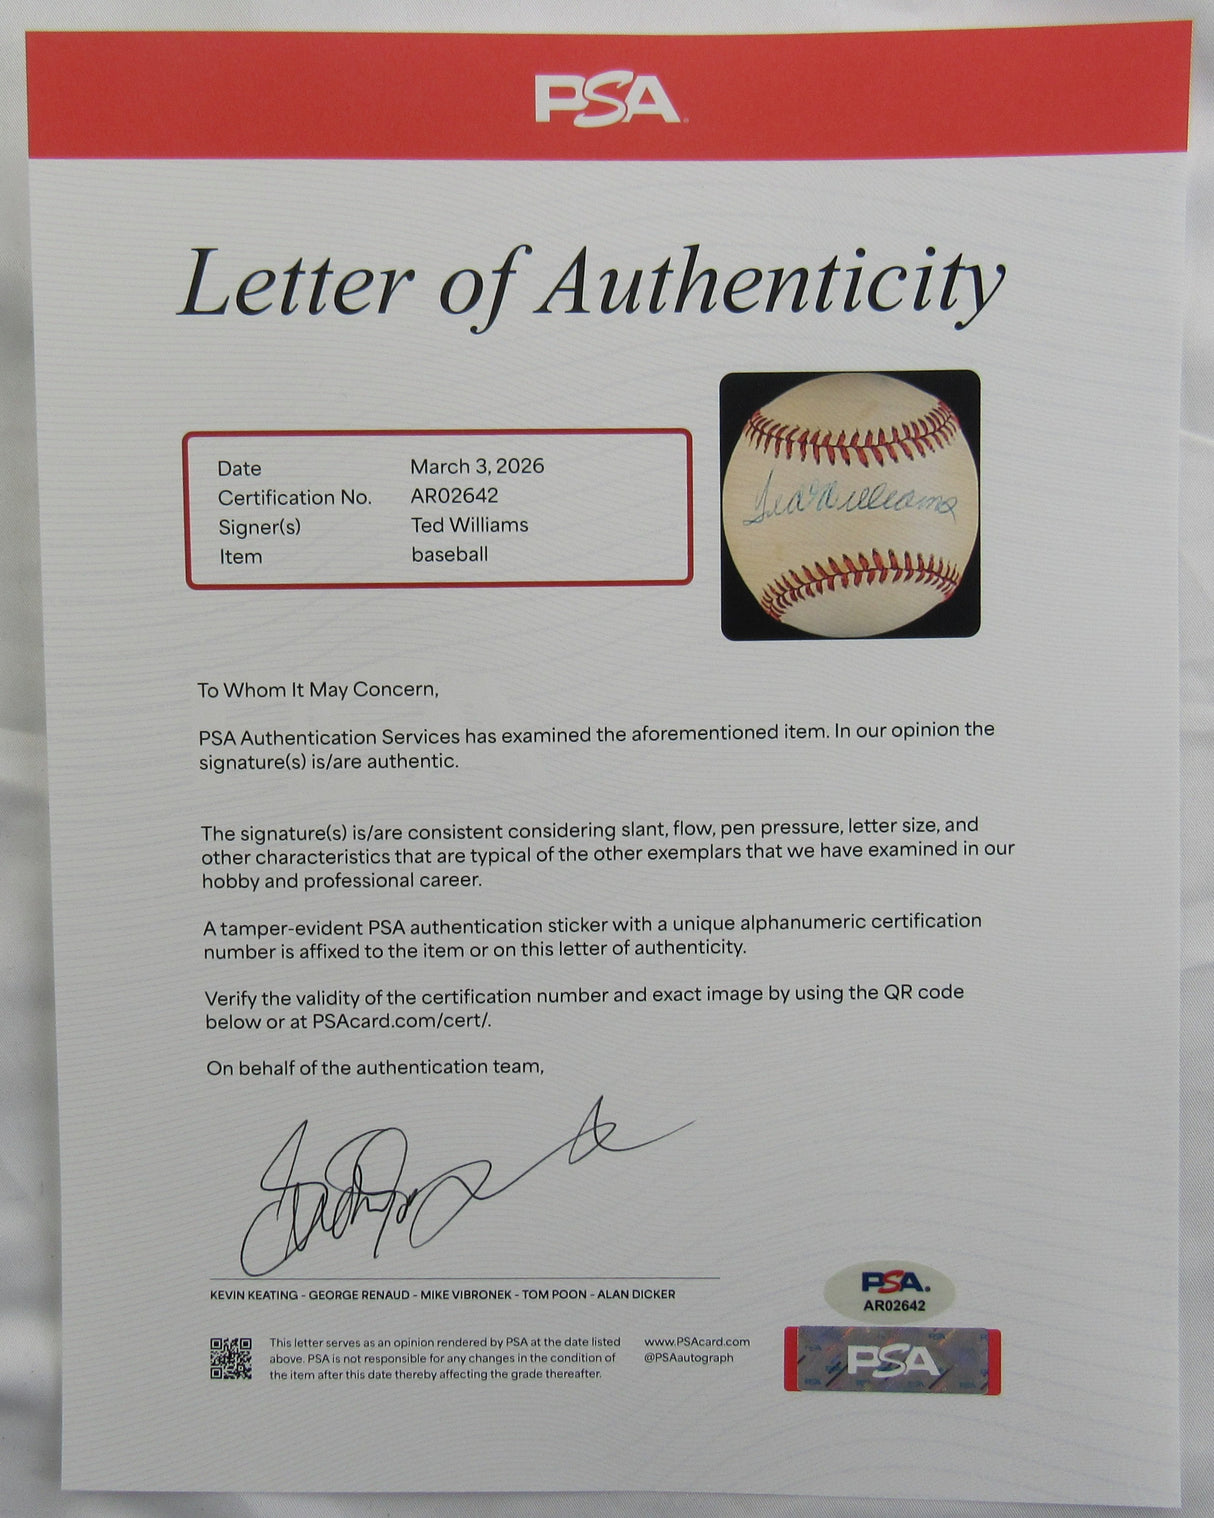 PSA
Letter of Authenticity
Date March 3, 2026
Certification No. AR02642
Signer(s) Ted Williams
Item baseball
Ted Williams
To Whom It May Concern,
PSA Authentication Services has examined the aforementioned item. In our opinion the
signature(s) is/are authentic.
The signature(s) is/are consistent considering slant, flow, pen pressure, letter size, and
other characteristics that are typical of the other exemplars that we have examined in our
hobby and professional career.
A tamper-evident PSA authentication sticker with a unique alphanumeric certification
number is affixed to the item or on this letter of authenticity.
Verify the validity of the certification number and exact image by using the QR code
below or at PSAcard.com/cert/.
On behalf of the authentication team,
KEVIN KEATING - GEORGE RENAUD - MIKE VIBRONEK - TOM POON - ALAN DICKER
This letter serves as an opinion rendered by PSA at the date listed
above. PSA is not responsible for any changes in the condition of
the item after this date thereby affecting the grade thereafter.
www.PSAcard.com
@PSAautograph
PSA.
AR02642
PSA